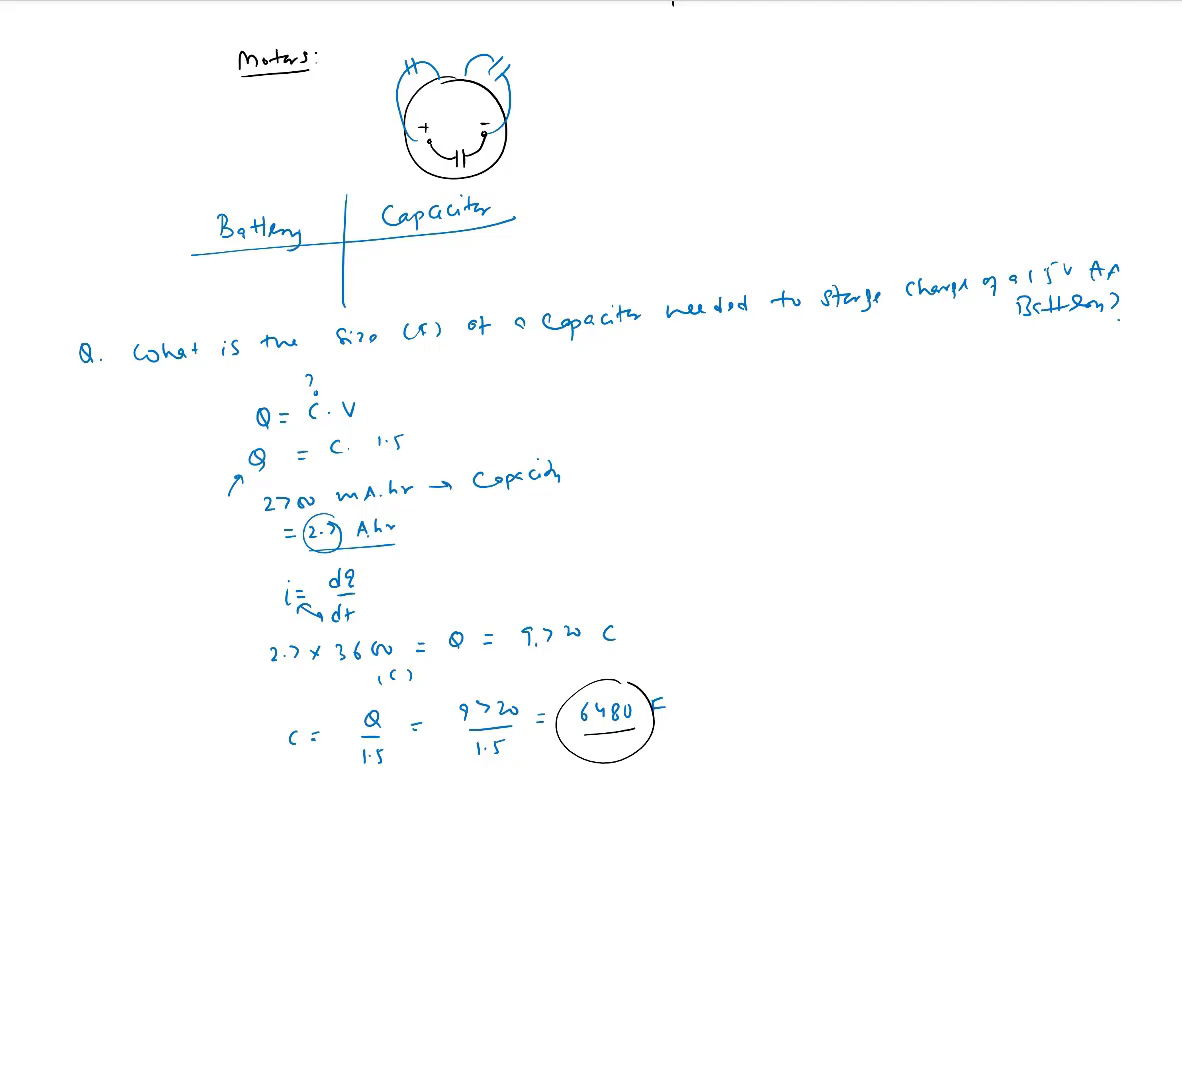 Motors:
+ -
Battery Capacitor
Q. What is the size (F) of a capacitor needed to storge charge of a 1.5V AA
Battery?
?
Q = C . V
Q = C . 1.5
2700 mA.hr → Capacity
= 2.7 A.hr
i = dq
dt
2.7 x 3600 = Q = 9720 C
(C)
C = Q = 9720 = 6480 F
1.5 1.5